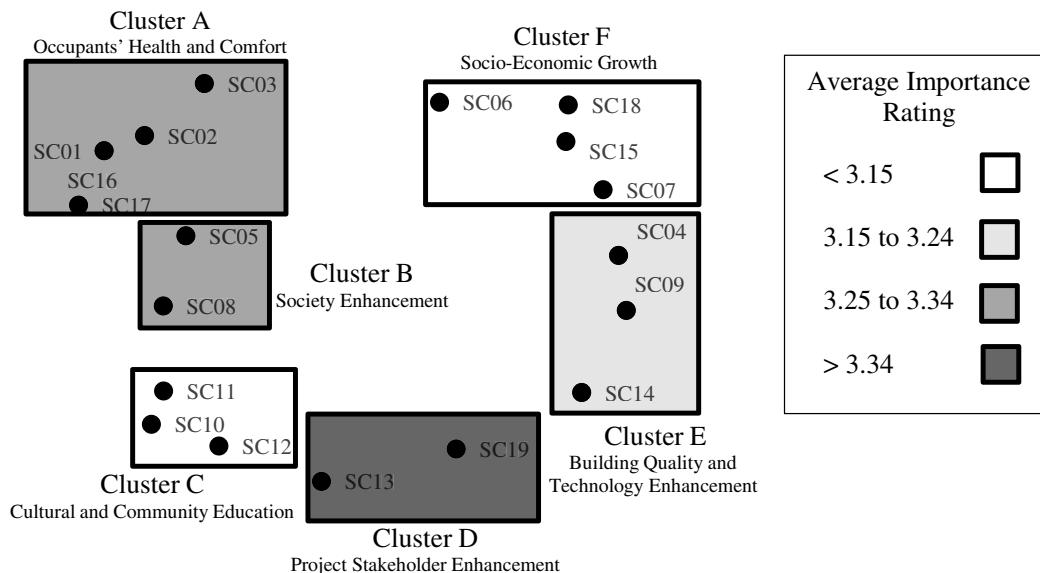 Cluster A
Occupants' Health and Comfort
SC03
SC02
SC01
SC16
SC17
SC05
SC08
Cluster B
Society Enhancement
SC11
SC10
SC12
Cluster C
Cultural and Community Education
SC19
SC13
Cluster D
Project Stakeholder Enhancement
Cluster F
Socio-Economic Growth
SC06
SC18
SC15
SC07
SC04
SC09
SC14
Cluster E
Building Quality and
Technology Enhancement
Average Importance
Rating
< 3.15
3.15 to 3.24
3.25 to 3.34
> 3.34